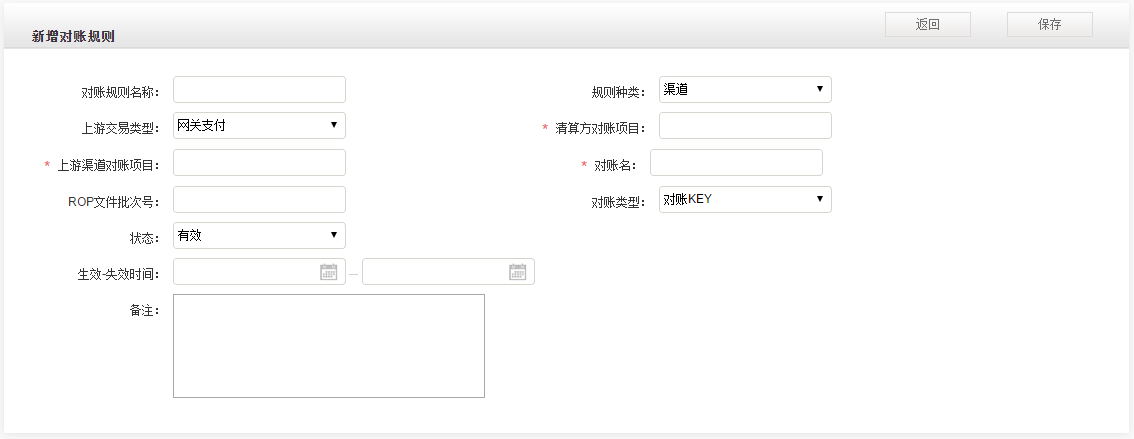 新增对账规则 返回 保存
对账规则名称： 规则种类： 渠道
上游交易类型： 网关支付 * 清算方对账项目：
* 上游渠道对账项目： * 对账名：
ROP文件批次号： 对账类型： 对账KEY
状态： 有效
生效-失效时间： —
备注：